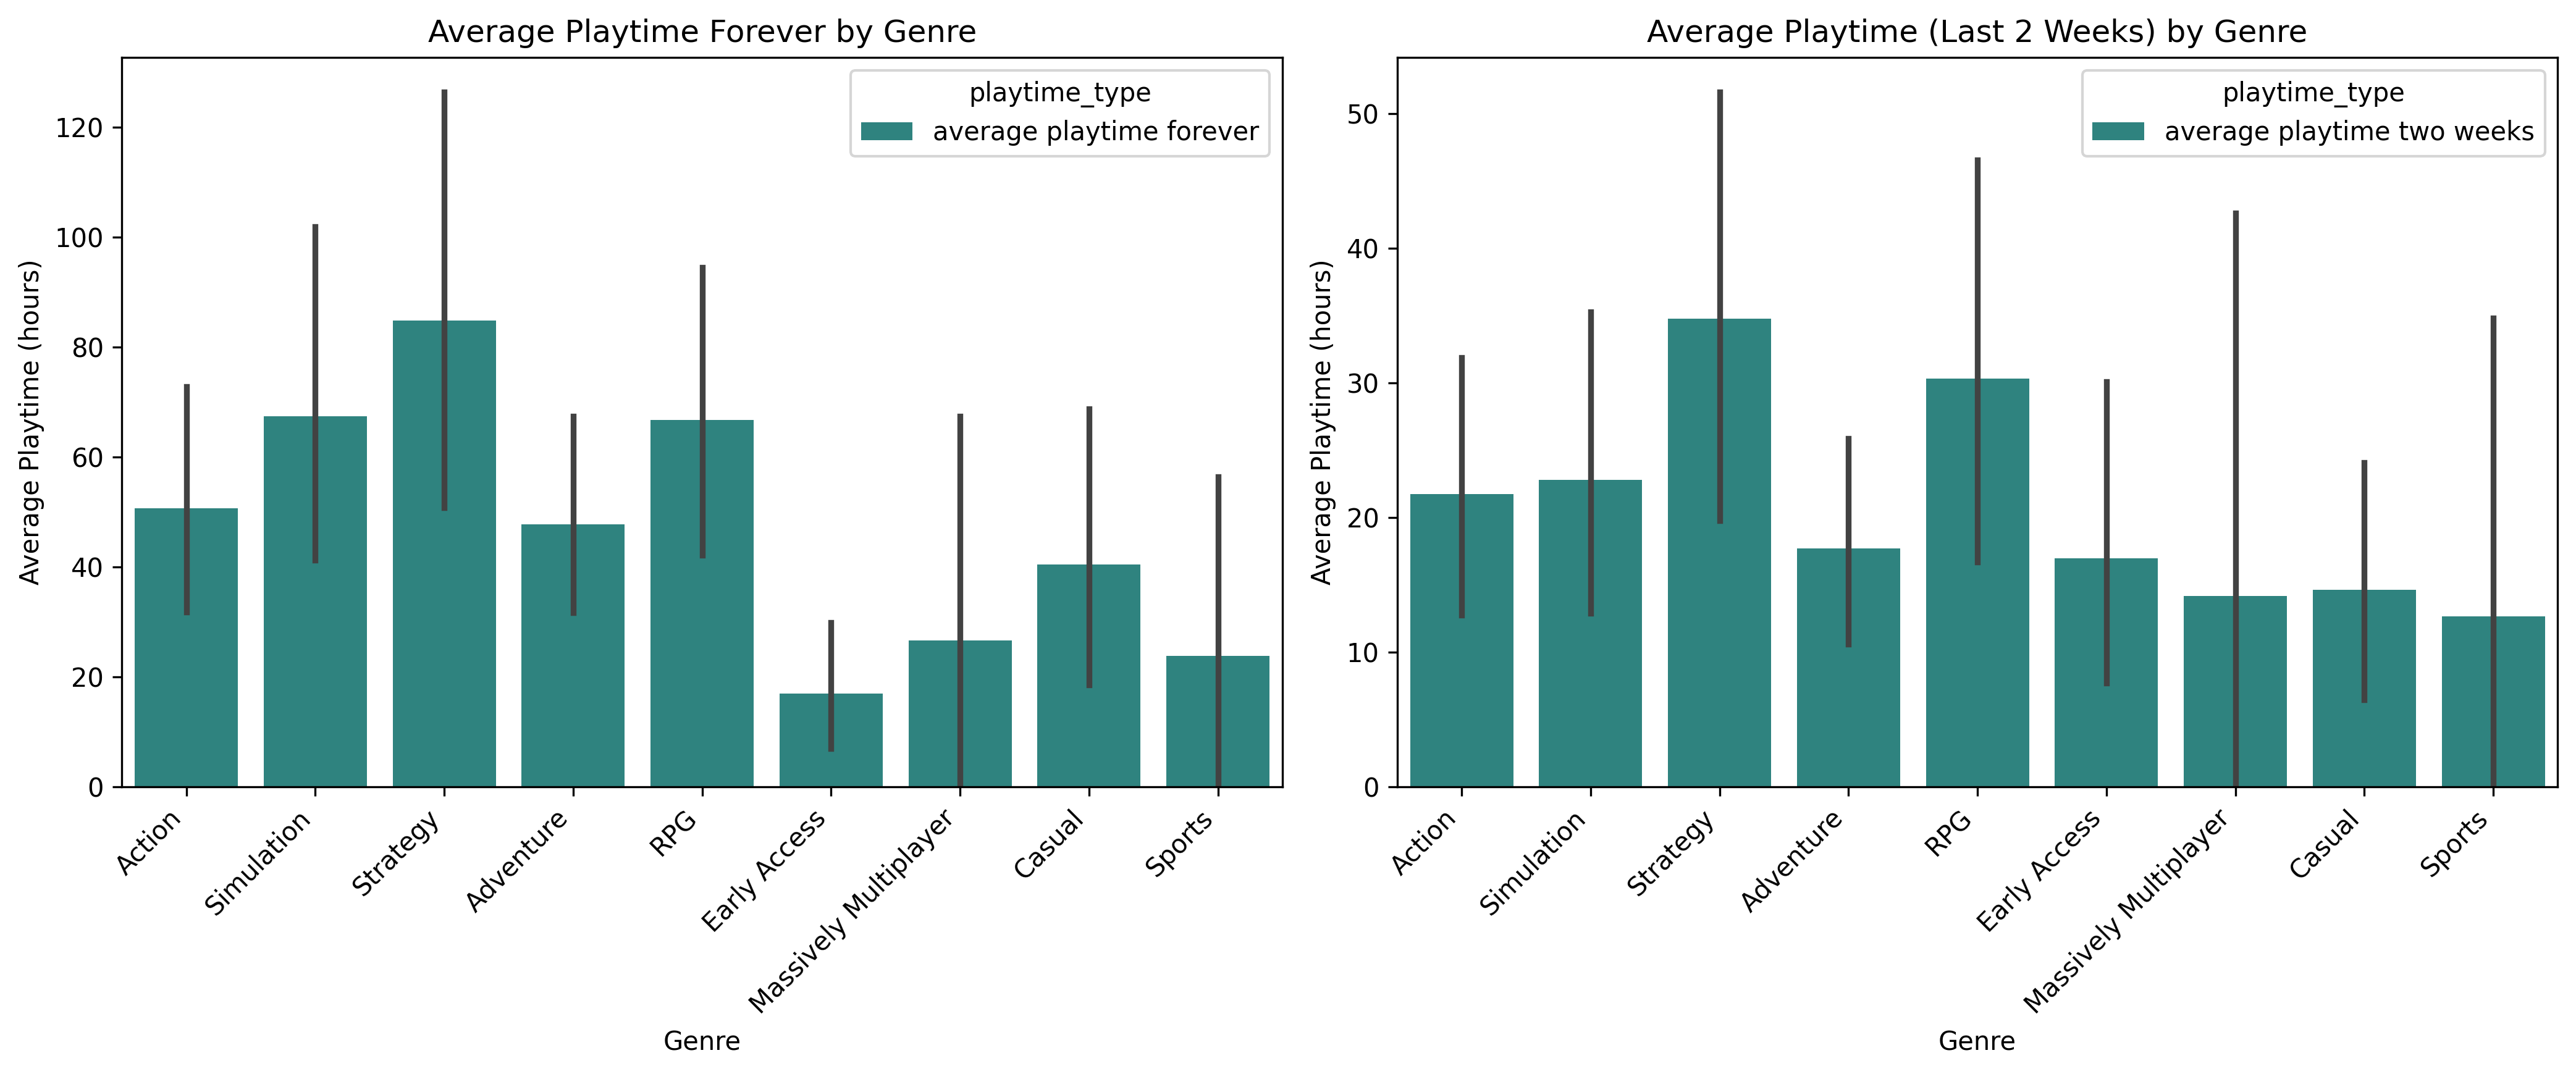 Average Playtime Forever by Genre
playtime_type
average playtime forever
Average Playtime (hours)
120
100
80
60
40
20
0
Action
Simulation
Strategy
Adventure
RPG
Early Access
Massively Multiplayer
Casual
Sports
Genre
Average Playtime (Last 2 Weeks) by Genre
playtime_type
average playtime two weeks
Average Playtime (hours)
50
40
30
20
10
0
Action
Simulation
Strategy
Adventure
RPG
Early Access
Massively Multiplayer
Casual
Sports
Genre